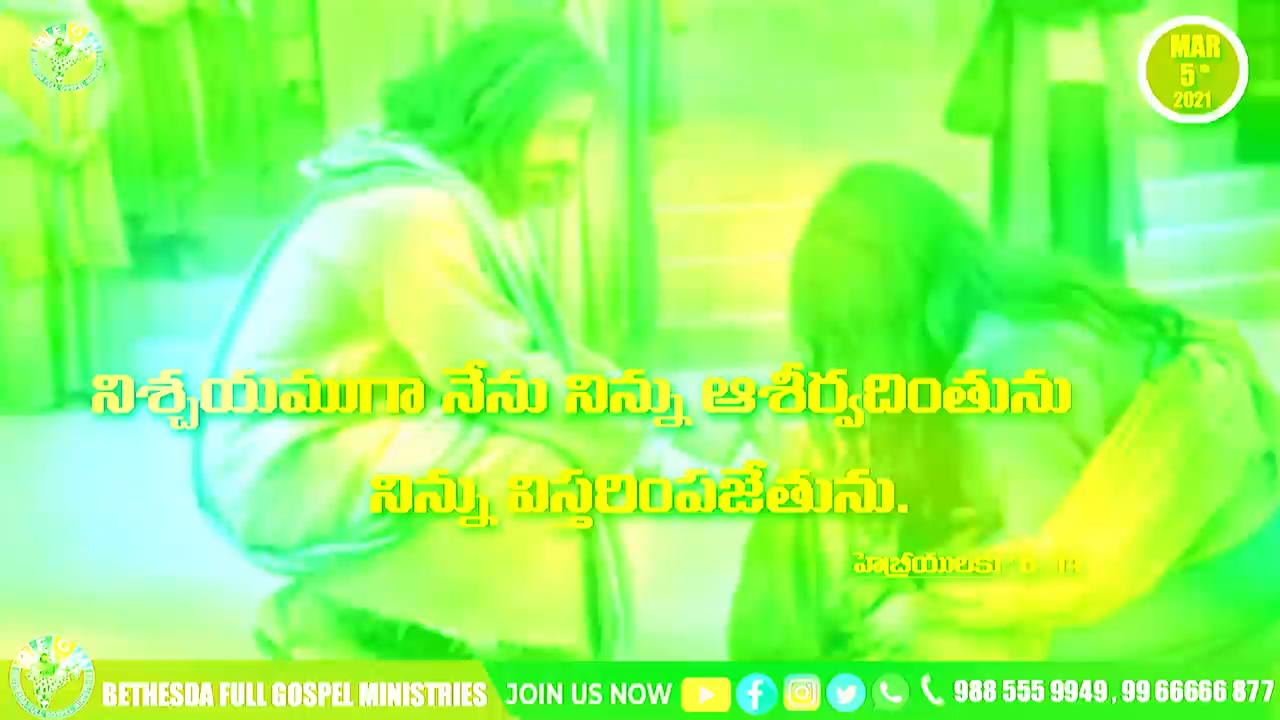 MAR
5th
2021
నిశ్చయముగా నేను నిన్ను ఆశీర్వదింతును
నిన్ను విస్తరింపజేతును.
హెబ్రీయులకు
BETHESDA FULL GOSPEL MINISTRIES JOIN US NOW 988 555 9949, 99 66666 877